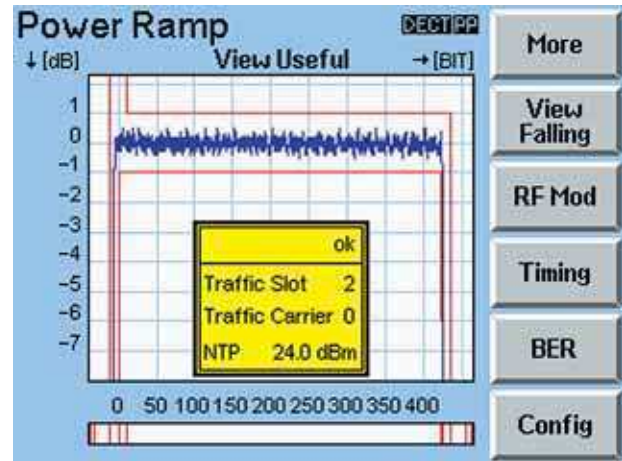 Power Ramp
DECT PP
↓ [dB]
View Useful
→ [BIT]
1
0
-1
-2
-3
-4
-5
-6
-7
ok
Traffic Slot 2
Traffic Carrier 0
NTP 24.0 dBm
0 50 100 150 200 250 300 350 400
More
View
Falling
RF Mod
Timing
BER
Config